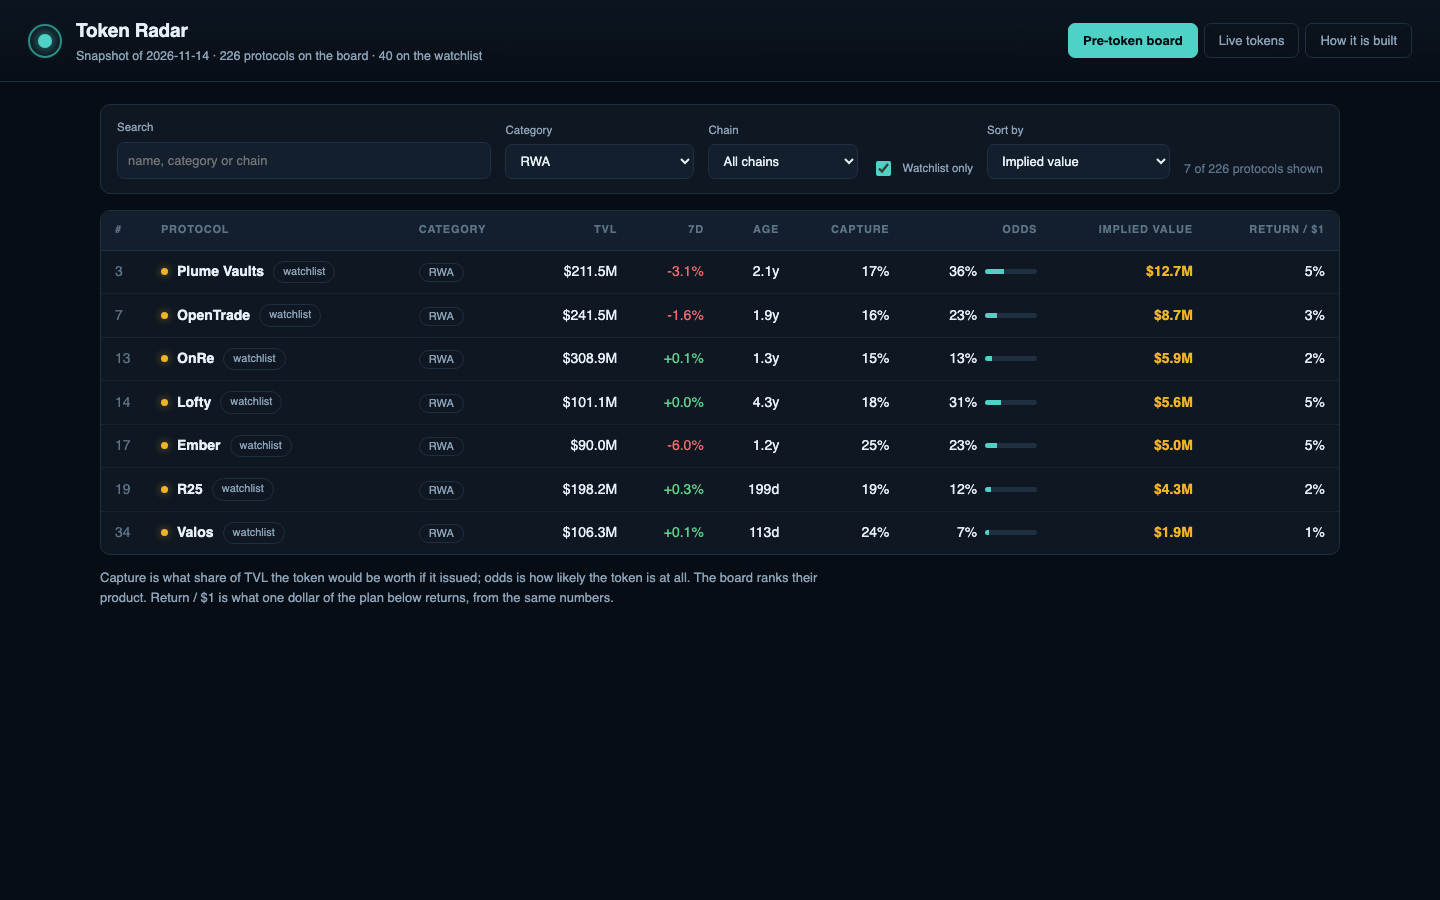 Token Radar
Snapshot of 2026-11-14 · 226 protocols on the board · 40 on the watchlist
Pre-token board
Live tokens
How it is built
Search
name, category or chain
Category
RWA
Chain
All chains
Watchlist only
Sort by
Implied value
7 of 226 protocols shown
# PROTOCOL CATEGORY TVL 7D AGE CAPTURE ODDS IMPLIED VALUE RETURN / $1
3 Plume Vaults watchlist RWA $211.5M -3.1% 2.1y 17% 36% $12.7M 5%
7 OpenTrade watchlist RWA $241.5M -1.6% 1.9y 16% 23% $8.7M 3%
13 OnRe watchlist RWA $308.9M +0.1% 1.3y 15% 13% $5.9M 2%
14 Lofty watchlist RWA $101.1M +0.0% 4.3y 18% 31% $5.6M 5%
17 Ember watchlist RWA $90.0M -6.0% 1.2y 25% 23% $5.0M 5%
19 R25 watchlist RWA $198.2M +0.3% 199d 19% 12% $4.3M 2%
34 Valos watchlist RWA $106.3M +0.1% 113d 24% 7% $1.9M 1%
Capture is what share of TVL the token would be worth if it issued; odds is how likely the token is at all. The board ranks their
product. Return / $1 is what one dollar of the plan below returns, from the same numbers.